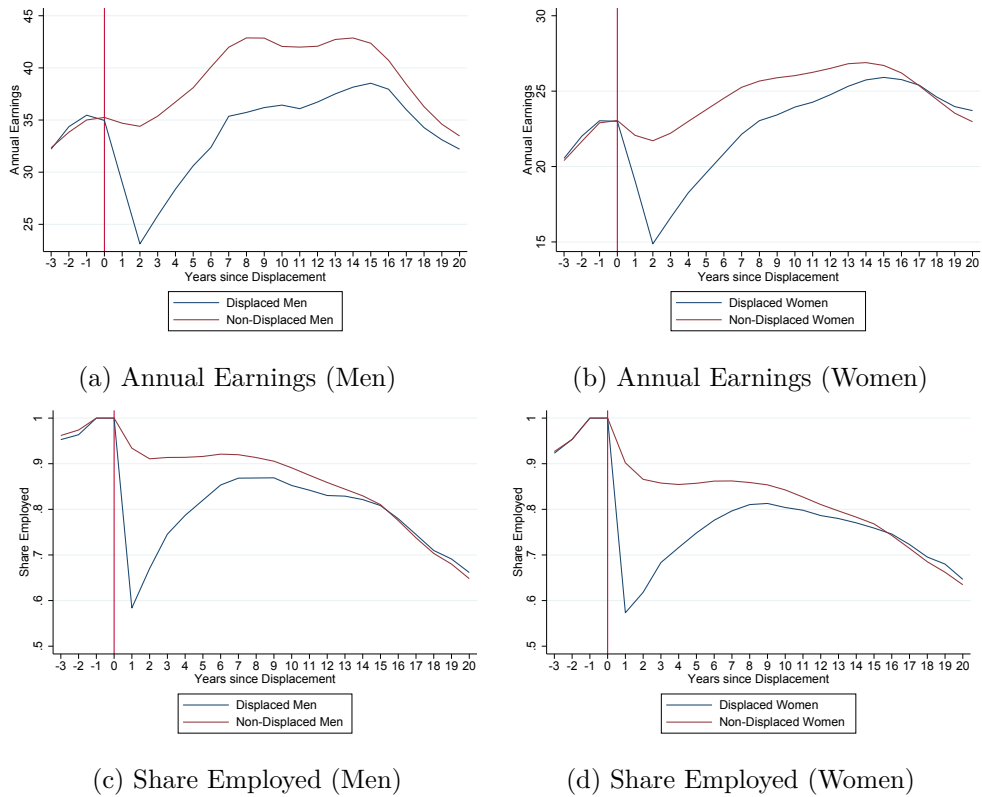 Annual Earnings
45
40
35
30
25
-3 -2 -1 0 1 2 3 4 5 6 7 8 9 10 11 12 13 14 15 16 17 18 19 20
Years since Displacement
Displaced Men
Non-Displaced Men
(a) Annual Earnings (Men)
Annual Earnings
30
25
20
15
-3 -2 -1 0 1 2 3 4 5 6 7 8 9 10 11 12 13 14 15 16 17 18 19 20
Years since Displacement
Displaced Women
Non-Displaced Women
(b) Annual Earnings (Women)
Share Employed
1
.9
.8
.7
.6
.5
-3 -2 -1 0 1 2 3 4 5 6 7 8 9 10 11 12 13 14 15 16 17 18 19 20
Years since Displacement
Displaced Men
Non-Displaced Men
(c) Share Employed (Men)
Share Employed
1
.9
.8
.7
.6
.5
-3 -2 -1 0 1 2 3 4 5 6 7 8 9 10 11 12 13 14 15 16 17 18 19 20
Years since Displacement
Displaced Women
Non-Displaced Women
(d) Share Employed (Women)